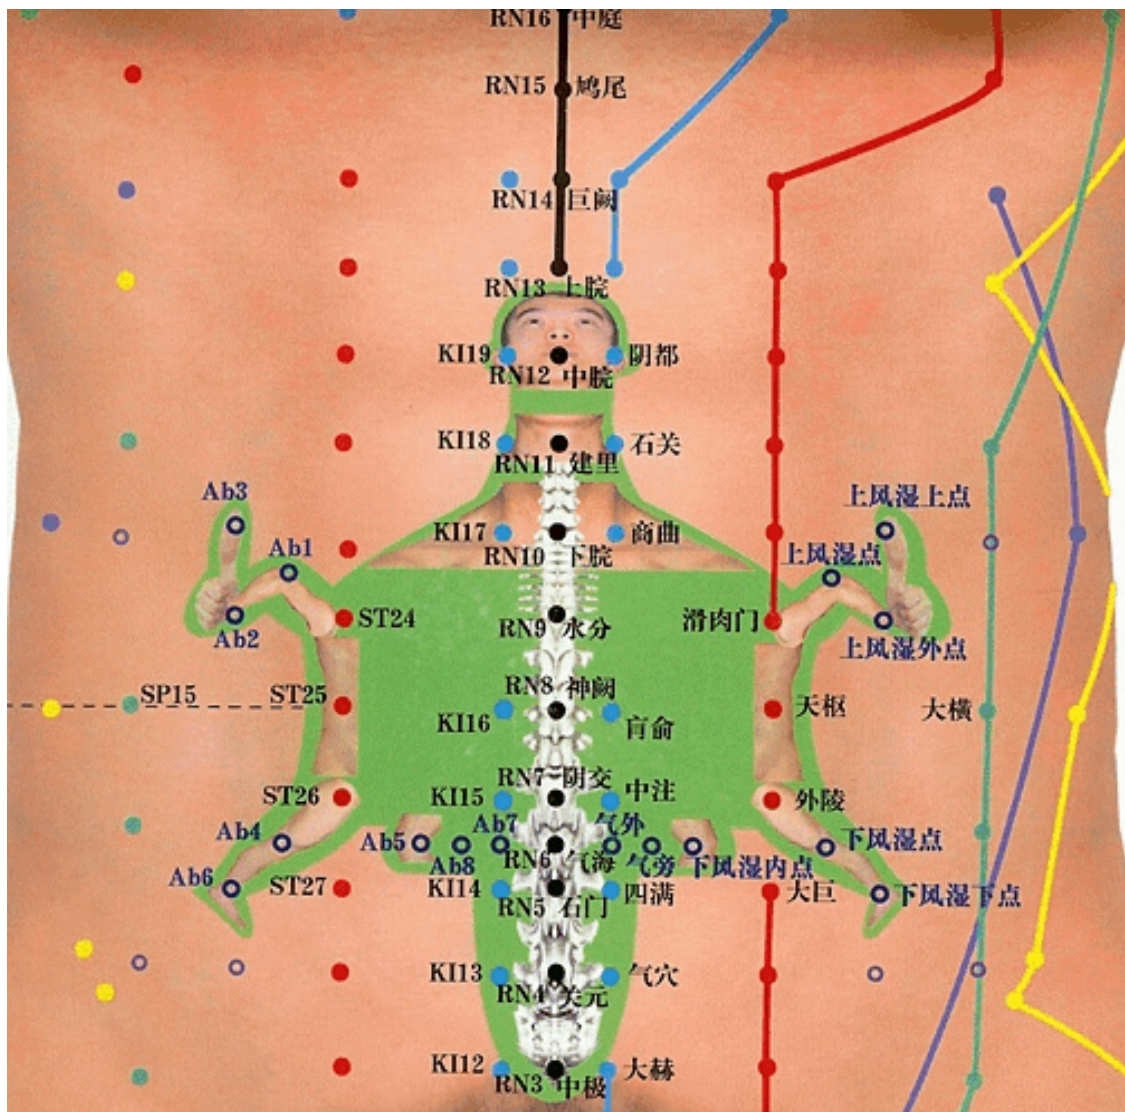 RN16 中庭
RN15 鸠尾
RN14 巨阙
RN13 上脘
KI19 阴都
RN12 中脘
KI18 石关
RN11 建里
Ab3 上风湿上点
KI17 商曲
Ab1 RN10 下脘 上风湿点
ST24 滑肉门
Ab2 RN9 水分 上风湿外点
SP15 ST25 RN8 神阙 天枢 大横
KI16 肓俞
RN7 阴交
ST26 KI15 中注 外陵
Ab7 气外
Ab4 Ab5 下风湿点
Ab8 RN6 气海 气旁 下风湿内点
Ab6 ST27 KI14 四满 大巨 下风湿下点
RN5 石门
KI13 气穴
RN4 关元
KI12 大赫
RN3 中极